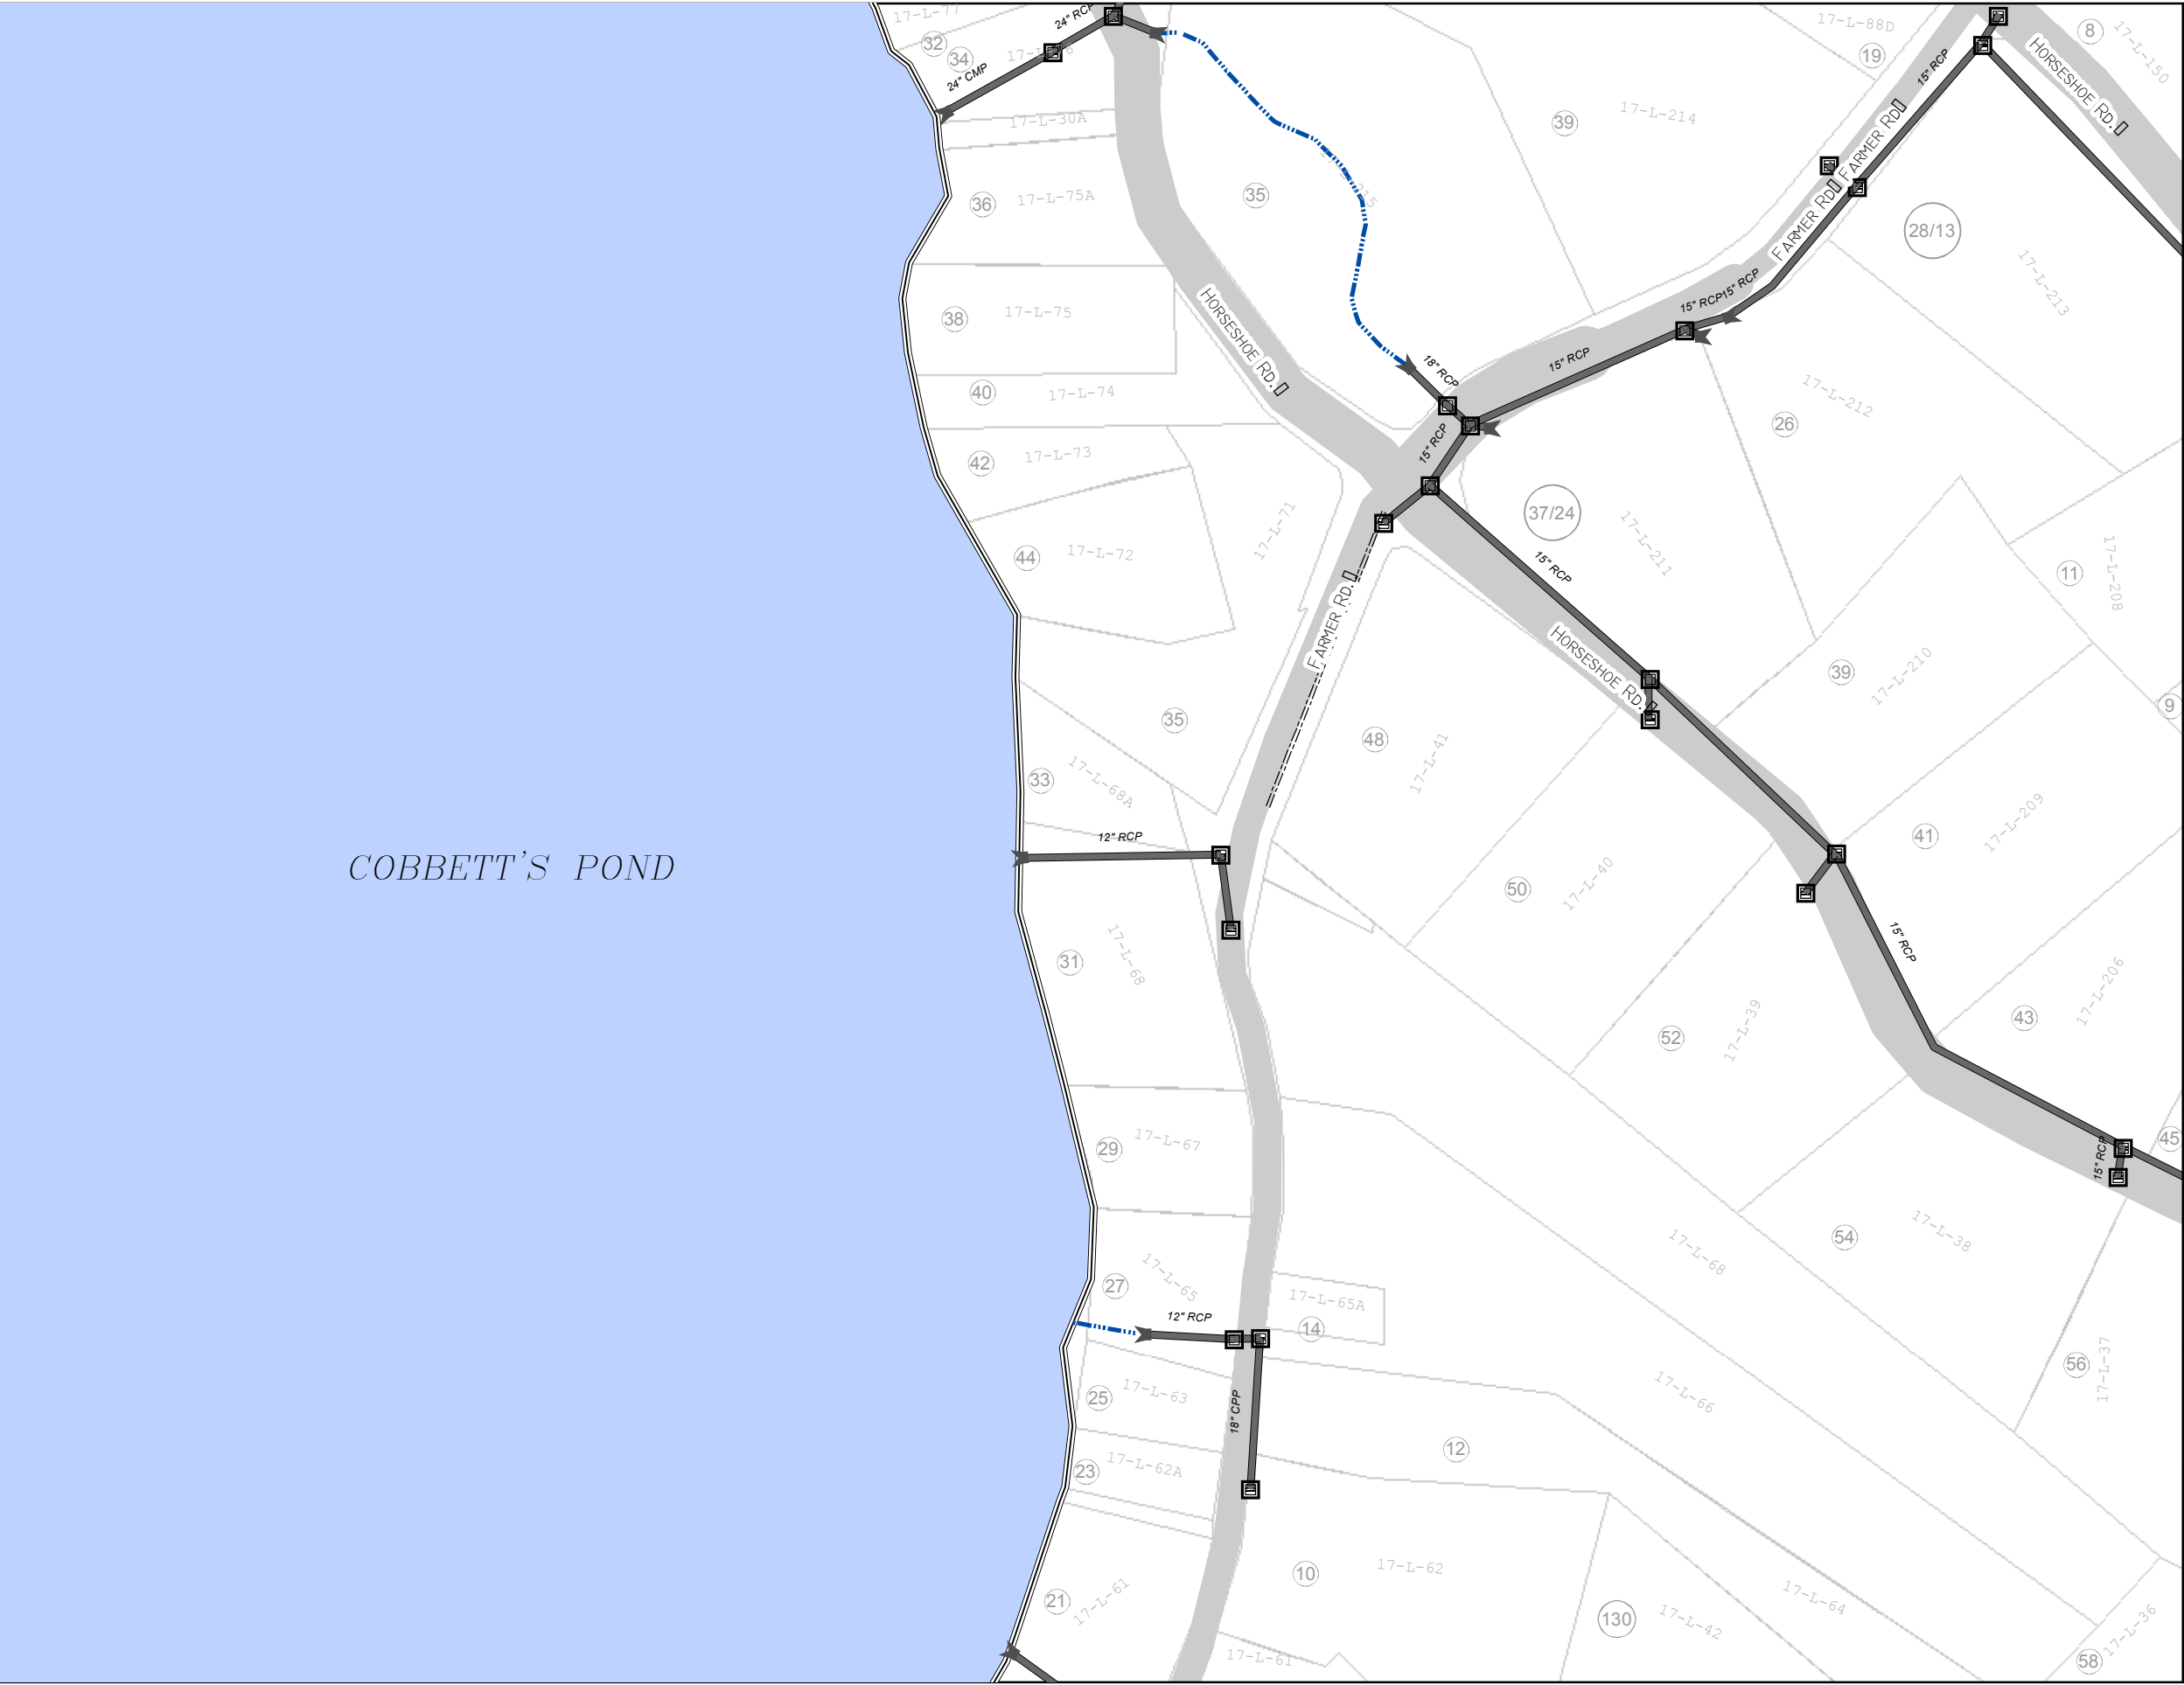 17-L-77
24" RCP
32
34
24" CMP
17-L-30A
36
17-L-75A
38
17-L-75
40
17-L-74
42
17-L-73
44
17-L-72
17-L-71
35
33
17-L-68A
12" RCP
31
17-L-68
29
17-L-67
27
17-L-65
12" RCP
25
17-L-63
18" CPP
23
17-L-62A
21
17-L-61
COBBETT'S POND
HORSESHOE RD.
35
17-L-215
39
17-L-214
17-L-88D
19
15" RCP
8
17-L-150
HORSESHOE RD.
FARMER RD
FARMER RD
28/13
17-L-213
15" RCP
15" RCP
15" RCP
18" RCP
15" RCP
17-L-212
26
37/24
17-L-211
15" RCP
11
17-L-208
9
39
17-L-210
HORSESHOE RD.
FARMER RD.
48
17-L-41
50
17-L-40
41
17-L-209
15" RCP
52
17-L-39
43
17-L-206
45
15" RCP
54
17-L-38
17-L-68
17-L-65A
14
56
17-L-37
17-L-66
12
10
17-L-62
130
17-L-42
17-L-64
17-L-36
58
17-L-61